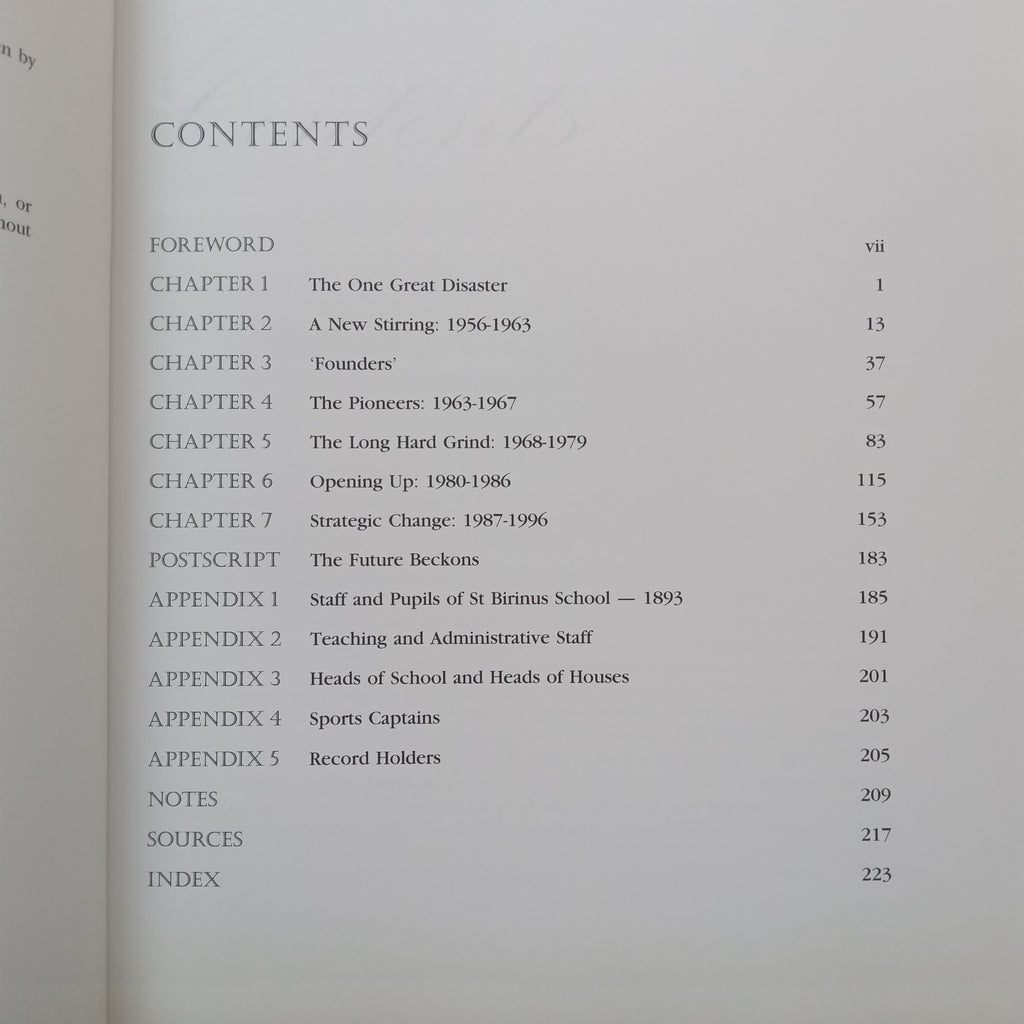 n by
, or
hout
CONTENTS
FOREWORD vii
CHAPTER 1 The One Great Disaster 1
CHAPTER 2 A New Stirring: 1956-1963 13
CHAPTER 3 ‘Founders’ 37
CHAPTER 4 The Pioneers: 1963-1967 57
CHAPTER 5 The Long Hard Grind: 1968-1979 83
CHAPTER 6 Opening Up: 1980-1986 115
CHAPTER 7 Strategic Change: 1987-1996 153
POSTSCRIPT The Future Beckons 183
APPENDIX 1 Staff and Pupils of St Birinus School — 1893 185
APPENDIX 2 Teaching and Administrative Staff 191
APPENDIX 3 Heads of School and Heads of Houses 201
APPENDIX 4 Sports Captains 203
APPENDIX 5 Record Holders 205
NOTES 209
SOURCES 217
INDEX 223